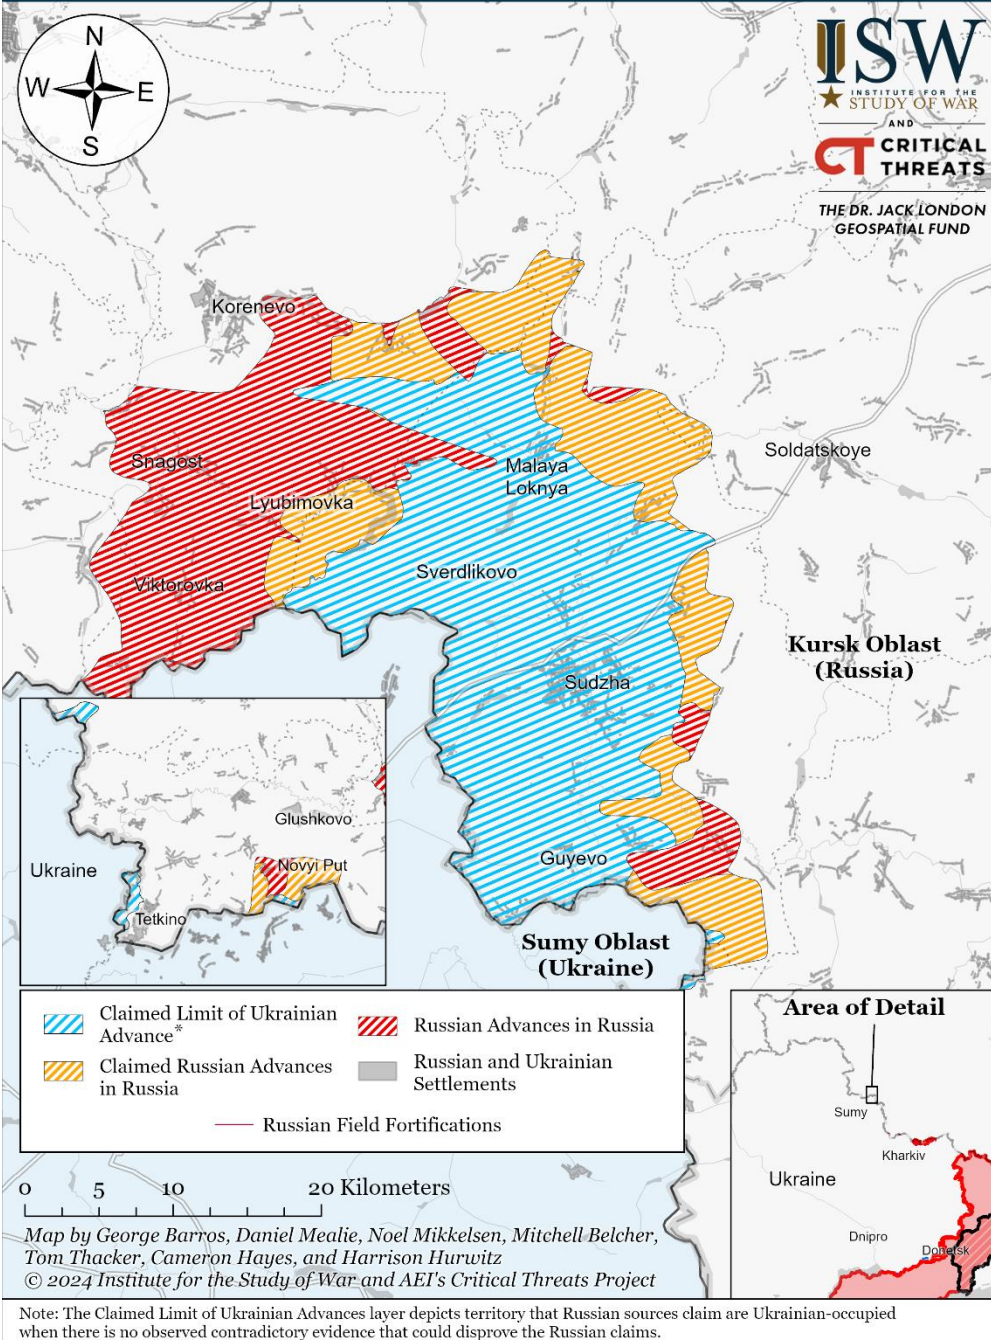 N
W
E
S
ISW
INSTITUTE FOR THE
STUDY OF WAR
AND
CT CRITICAL
THREATS
THE DR. JACK LONDON
GEOSPATIAL FUND
Korenevo
Soldatskoye
Snagost
Malaya
Loknya
Lyubimovka
Sverdlikovo
Viktorovka
Kursk Oblast
(Russia)
Sudzha
Glushkovo
Guyevo
Novyi Put
Ukraine
Tetkino
Sumy Oblast
(Ukraine)
Claimed Limit of Ukrainian
Advance*
Russian Advances in Russia
Claimed Russian Advances
in Russia
Russian and Ukrainian
Settlements
Russian Field Fortifications
Area of Detail
Sumy
Kharkiv
Ukraine
Dnipro
Donetsk
0 5 10 20 Kilometers
Map by George Barros, Daniel Mealie, Noel Mikkelsen, Mitchell Belcher,
Tom Thacker, Cameron Hayes, and Harrison Hurwitz
© 2024 Institute for the Study of War and AEI's Critical Threats Project
Note: The Claimed Limit of Ukrainian Advances layer depicts territory that Russian sources claim are Ukrainian-occupied
when there is no observed contradictory evidence that could disprove the Russian claims.